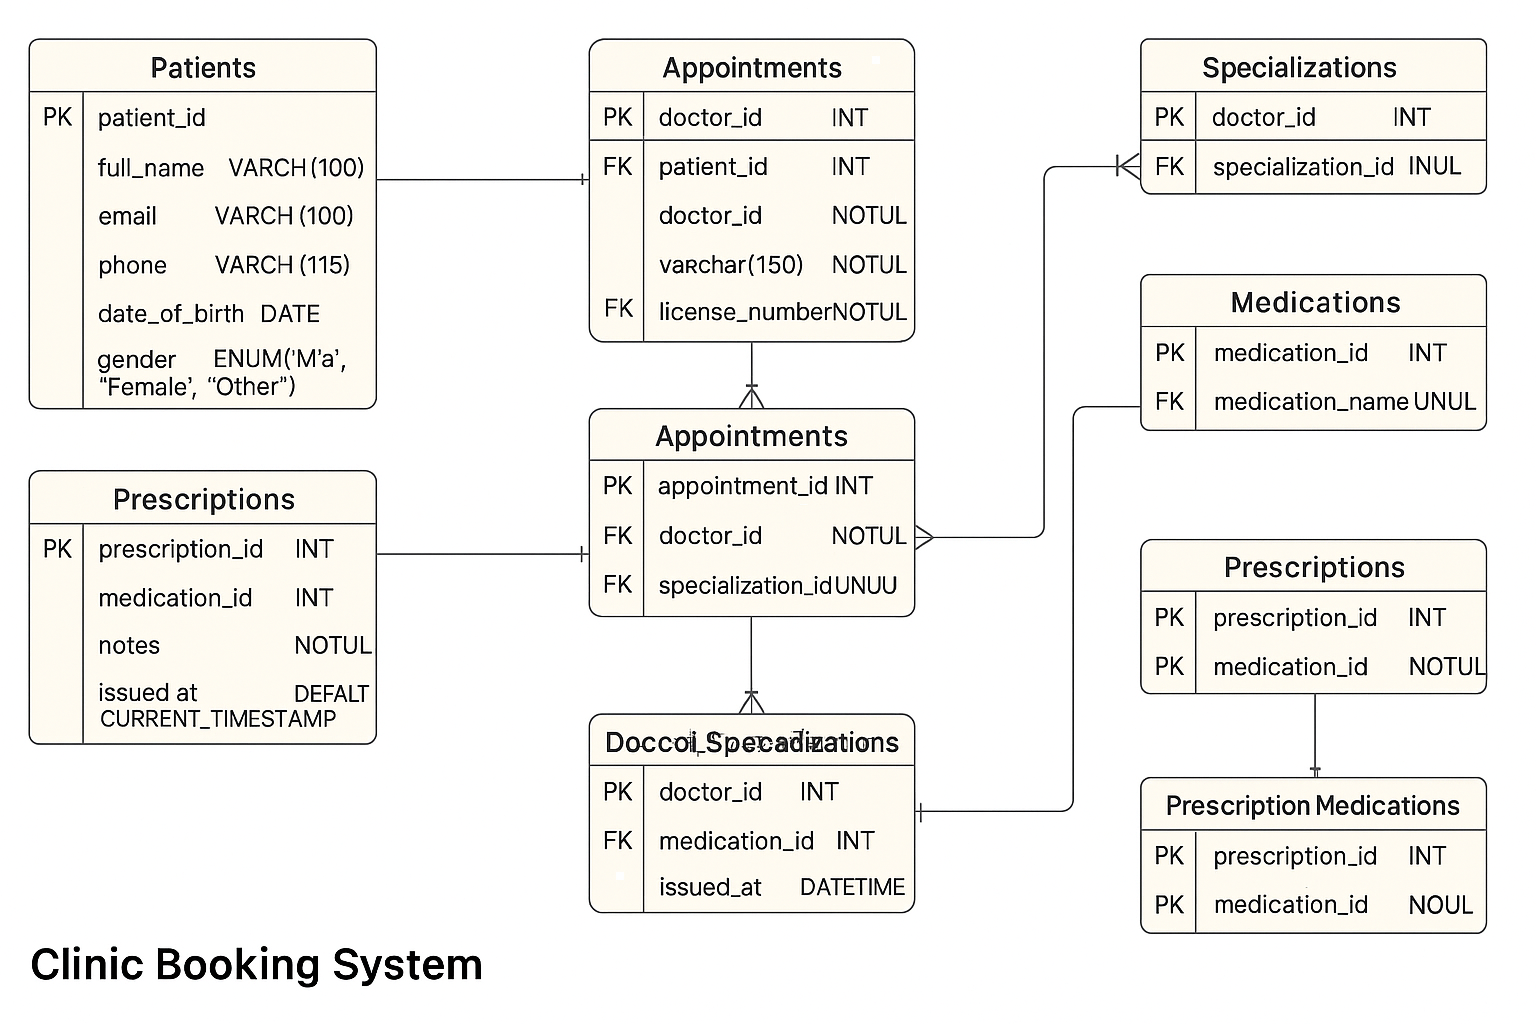 Patients
PK patient_id
full_name VARCH(100)
email VARCH (100)
phone VARCH (115)
date_of_birth DATE
gender ENUM('M'a',
"Female', "Other")
Appointments
PK doctor_id INT
FK patient_id INT
doctor_id NOTUL
varchar(150) NOTUL
FK license_number NOTUL
Specializations
PK doctor_id INT
FK specialization_id INUL
Medications
PK medication_id INT
FK medication_name UNUL
Appointments
PK appointment_id INT
FK doctor_id NOTUL
FK specialization_id UNUU
Prescriptions
PK prescription_id INT
medication_id INT
notes NOTUL
issued at DEFALT
CURRENT_TIMESTAMP
Prescriptions
PK prescription_id INT
PK medication_id NOTUL
PK doctor_id INT
FK medication_id INT
issued_at DATETIME
Prescription Medications
PK prescription_id INT
PK medication_id NOUL
Clinic Booking System